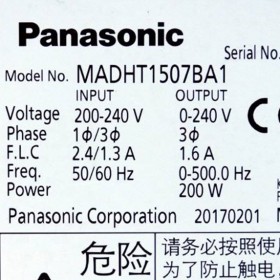 Panasonic
Serial No.
Model No. MADHT1507BA1
INPUT OUTPUT
Voltage 200-240 V 0-240 V
Phase 1ϕ/3ϕ 3ϕ
F.L.C 2.4/1.3 A 1.6 A
Freq. 50/60 Hz 0-500.0 Hz
Power 200 W
Panasonic Corporation 20170201
危险
请务必按照使
为了防止触电